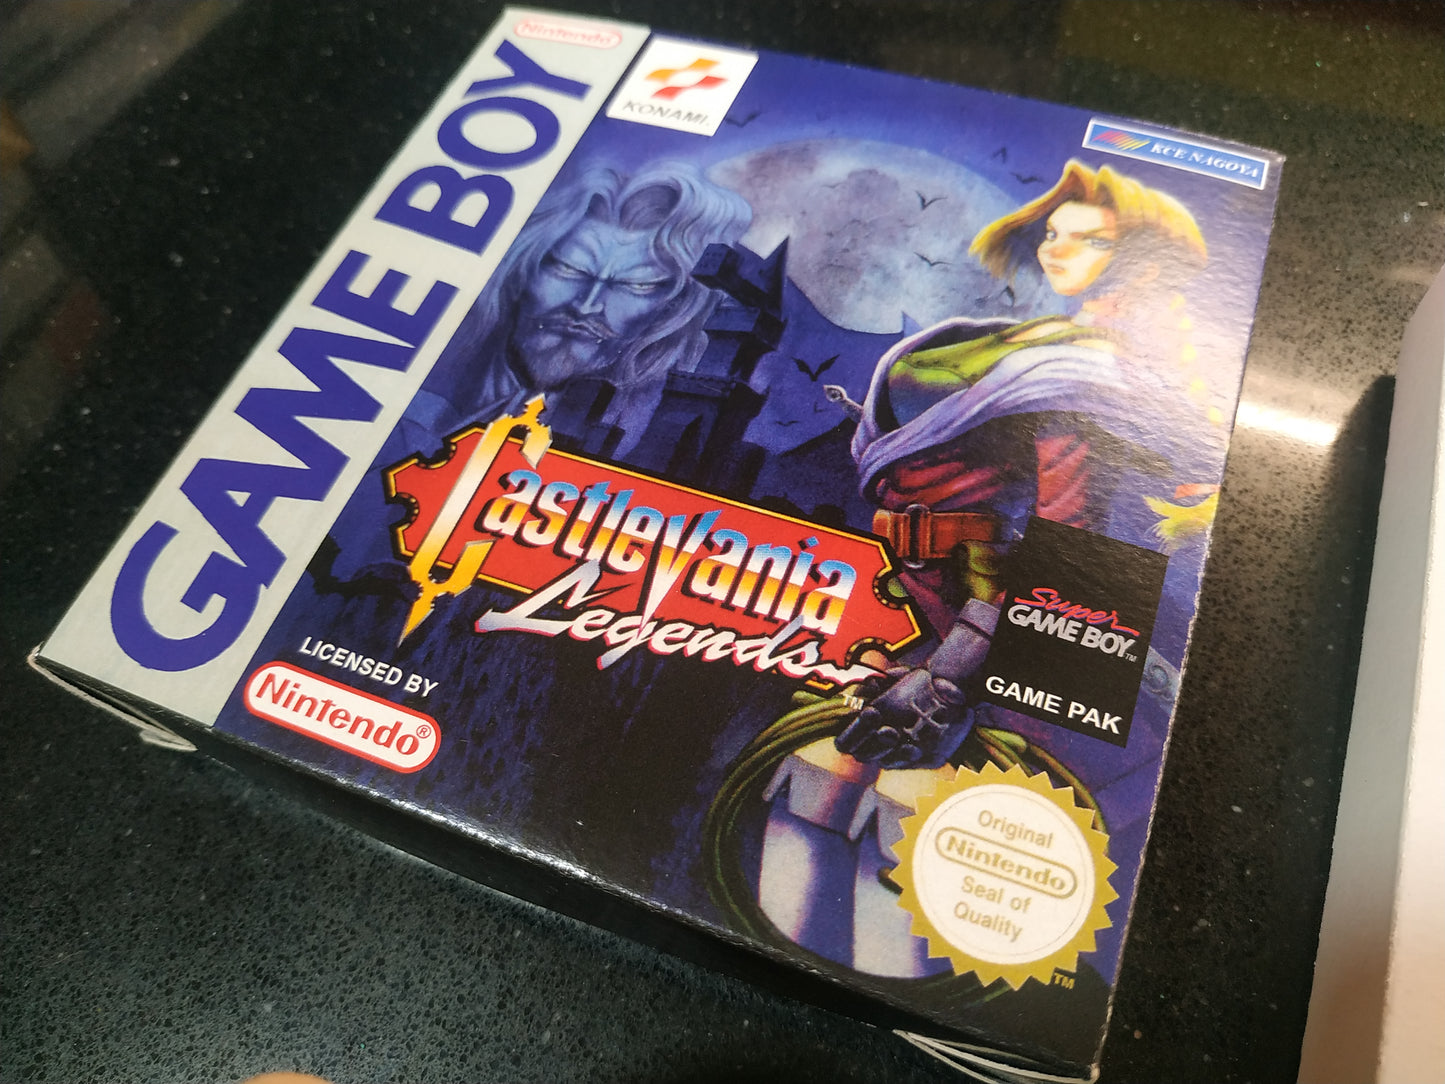 Nintendo
GAME BOY
KONAMI.
KCE NAGOYA
Castlevania
Legends
TM
LICENSED BY
Nintendo®
Super
GAME BOY TM
GAME PAK
Original
Nintendo
Seal of
Quality
TM